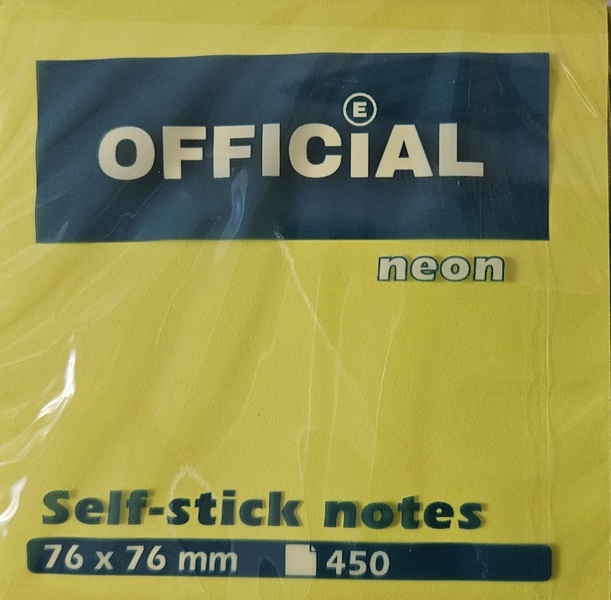 E
OFFICiAL
neon
Self-stick notes
76 x 76 mm 450